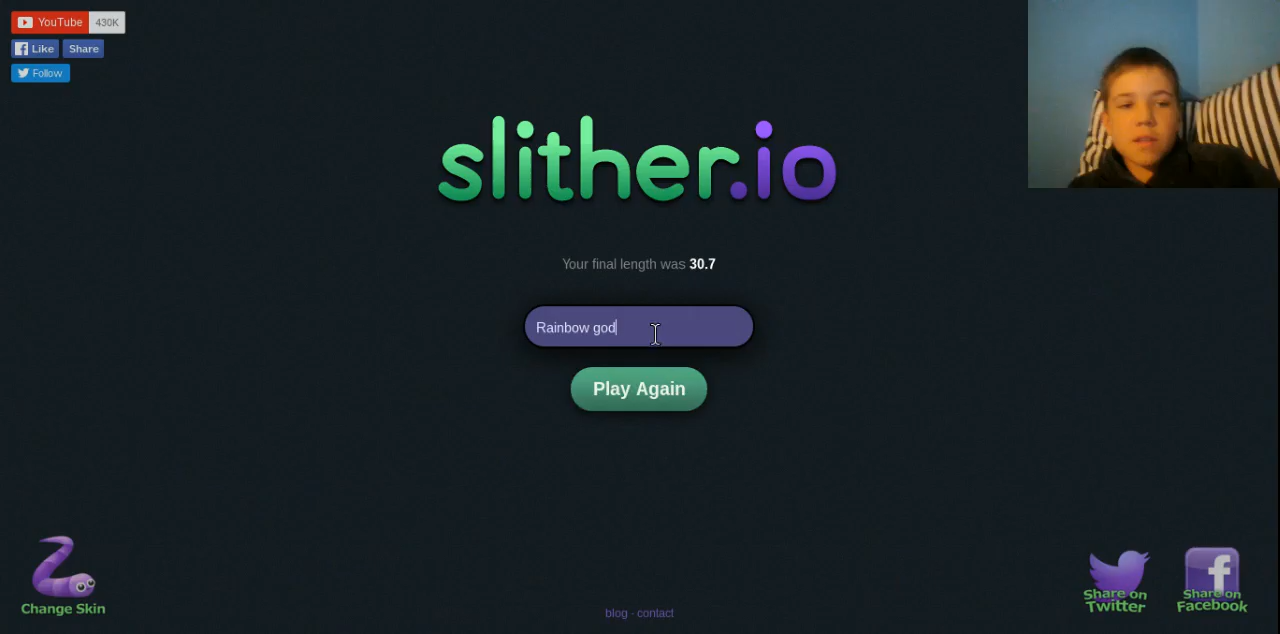 YouTube 430K
Like Share
Follow
slither.io
Your final length was 30.7
Rainbow god
Play Again
Change Skin
Share on Twitter
Share on Facebook
blog · contact